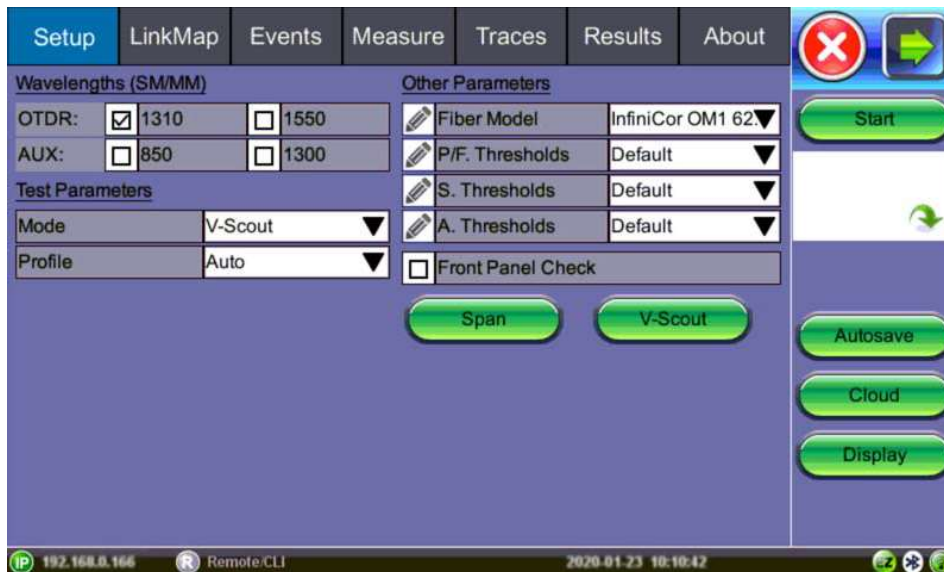 Setup LinkMap Events Measure Traces Results About
Wavelengths (SM/MM)
OTDR: 1310 1550
AUX: 850 1300
Test Parameters
Mode V-Scout
Profile Auto
Other Parameters
Fiber Model InfiniCor OM1 62.
P/F. Thresholds Default
S. Thresholds Default
A. Thresholds Default
Front Panel Check
Span V-Scout
Start
Autosave
Cloud
Display
IP 192.168.0.166 R Remote/CLI 2020-01-23 10:10:42 EZ